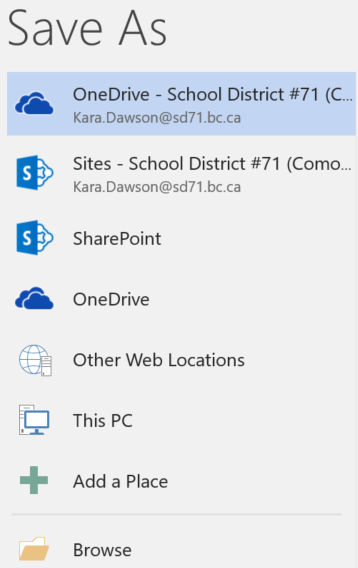 Save As
OneDrive - School District #71 (C...
Kara.Dawson@sd71.bc.ca
Sites - School District #71 (Como...
Kara.Dawson@sd71.bc.ca
SharePoint
OneDrive
Other Web Locations
This PC
Add a Place
Browse